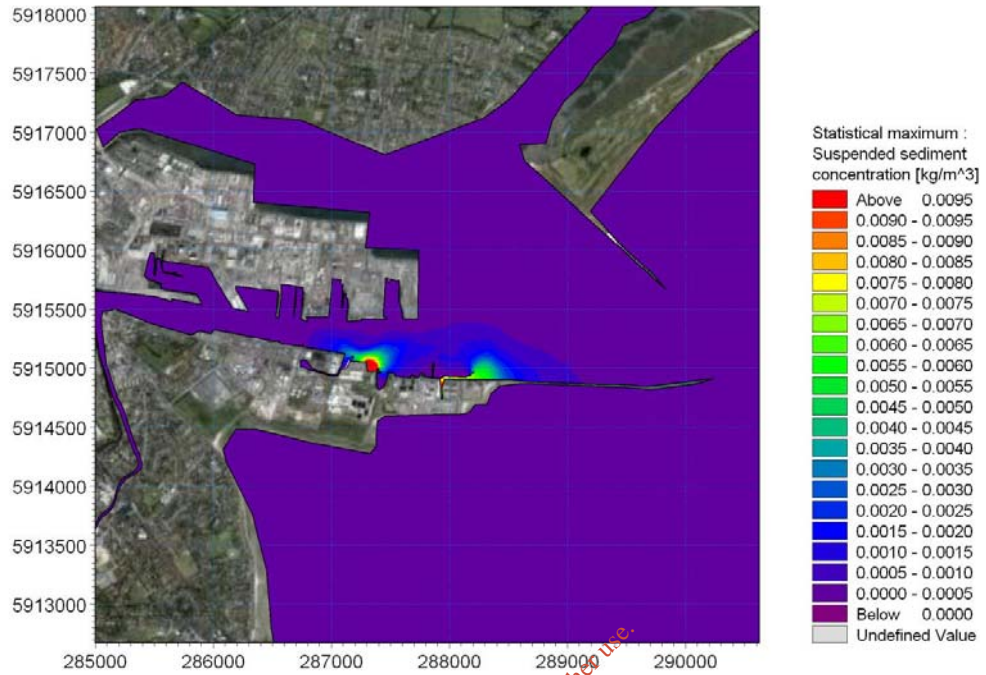 5918000
5917500
5917000
5916500
5916000
5915500
5915000
5914500
5914000
5913500
5913000
285000 286000 287000 288000 289000 290000
Statistical maximum :
Suspended sediment
concentration [kg/m^3]
Above 0.0095
0.0090 - 0.0095
0.0085 - 0.0090
0.0080 - 0.0085
0.0075 - 0.0080
0.0070 - 0.0075
0.0065 - 0.0070
0.0060 - 0.0065
0.0055 - 0.0060
0.0050 - 0.0055
0.0045 - 0.0050
0.0040 - 0.0045
0.0035 - 0.0040
0.0030 - 0.0035
0.0025 - 0.0030
0.0020 - 0.0025
0.0015 - 0.0020
0.0010 - 0.0015
0.0005 - 0.0010
0.0000 - 0.0005
Below 0.0000
Undefined Value
use.